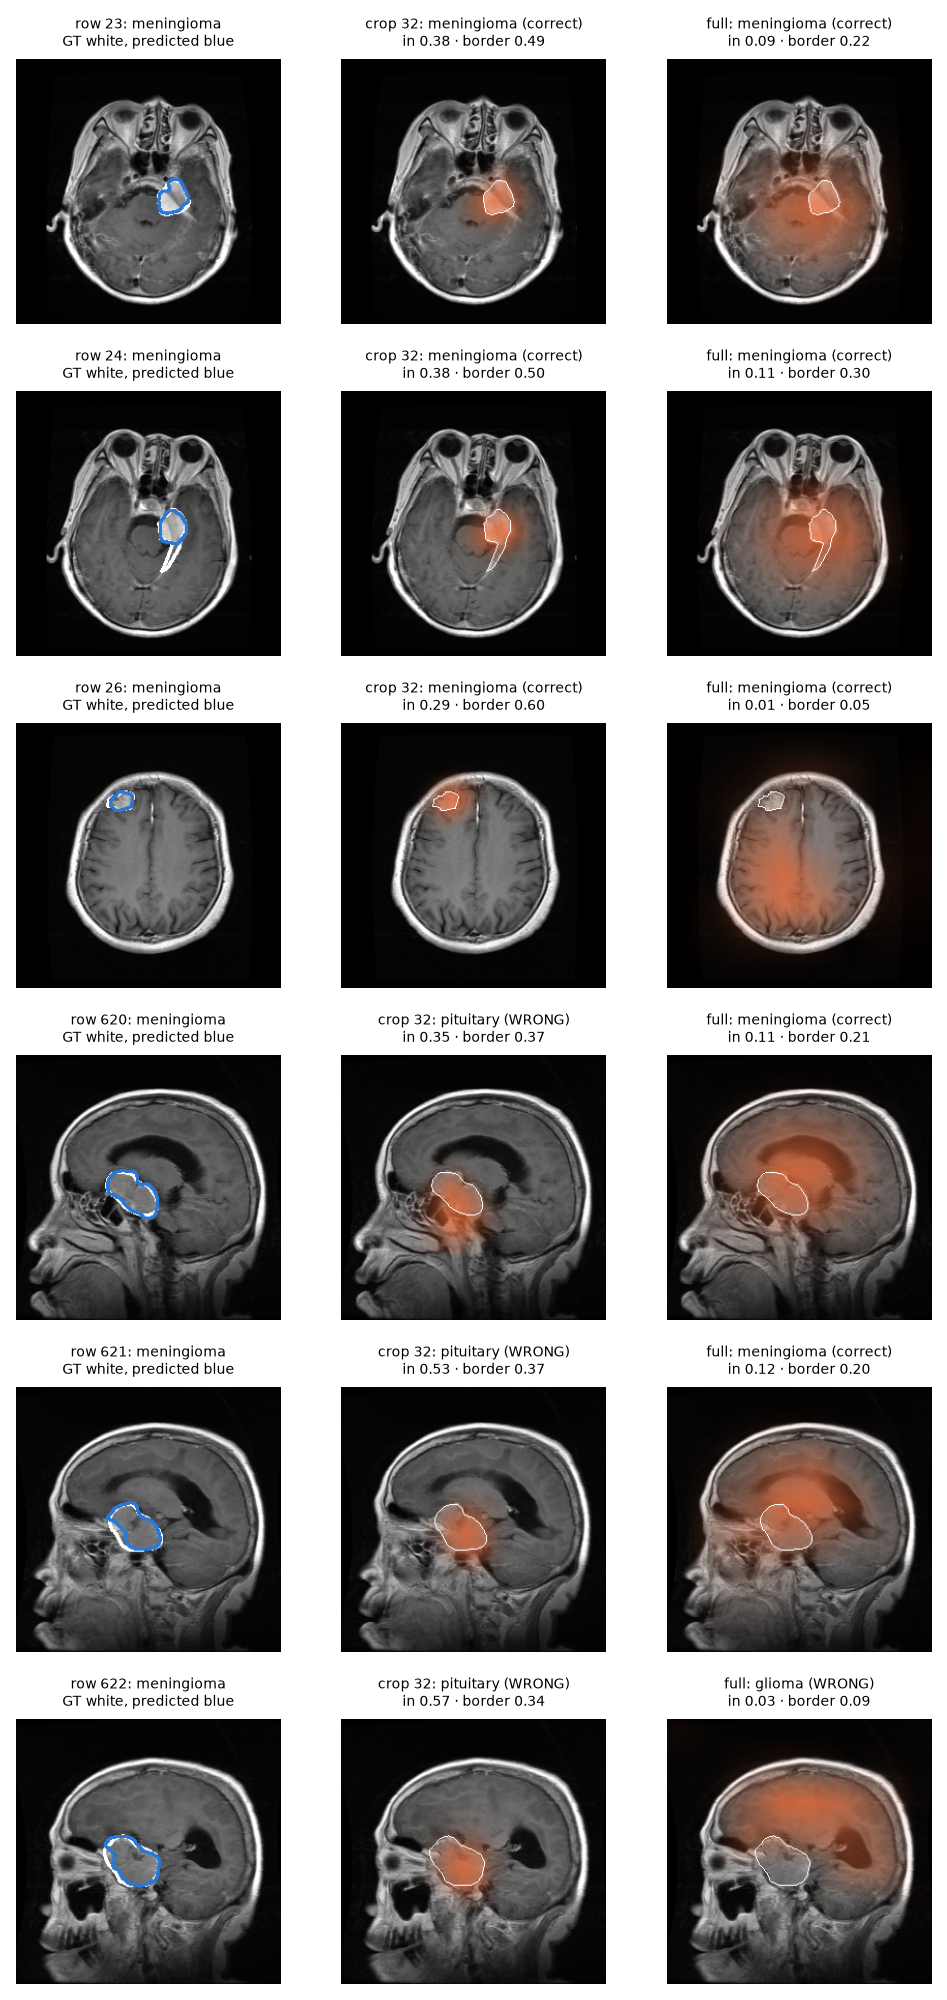 row 23: meningioma
GT white, predicted blue
crop 32: meningioma (correct)
in 0.38 · border 0.49
full: meningioma (correct)
in 0.09 · border 0.22
row 24: meningioma
GT white, predicted blue
crop 32: meningioma (correct)
in 0.38 · border 0.50
full: meningioma (correct)
in 0.11 · border 0.30
row 26: meningioma
GT white, predicted blue
crop 32: meningioma (correct)
in 0.29 · border 0.60
full: meningioma (correct)
in 0.01 · border 0.05
row 620: meningioma
GT white, predicted blue
crop 32: pituitary (WRONG)
in 0.35 · border 0.37
full: meningioma (correct)
in 0.11 · border 0.21
row 621: meningioma
GT white, predicted blue
crop 32: pituitary (WRONG)
in 0.53 · border 0.37
full: meningioma (correct)
in 0.12 · border 0.20
row 622: meningioma
GT white, predicted blue
crop 32: pituitary (WRONG)
in 0.57 · border 0.34
full: glioma (WRONG)
in 0.03 · border 0.09